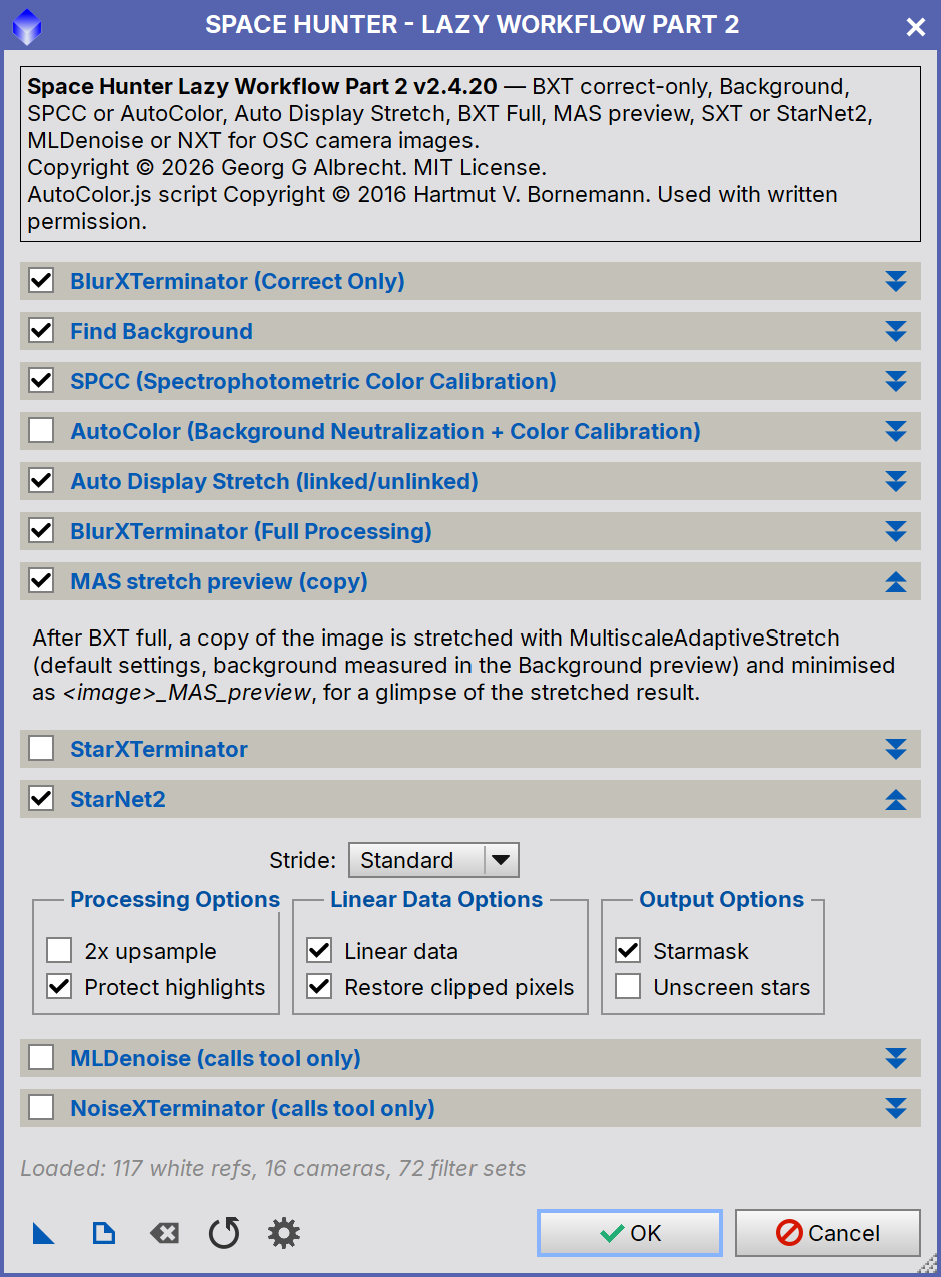 SPACE HUNTER - LAZY WORKFLOW PART 2
Space Hunter Lazy Workflow Part 2 v2.4.20 — BXT correct-only, Background,
SPCC or AutoColor, Auto Display Stretch, BXT Full, MAS preview, SXT or StarNet2,
MLDenoise or NXT for OSC camera images.
Copyright © 2026 Georg G Albrecht. MIT License.
AutoColor.js script Copyright © 2016 Hartmut V. Bornemann. Used with written
permission.
BlurXTerminator (Correct Only)
Find Background
SPCC (Spectrophotometric Color Calibration)
AutoColor (Background Neutralization + Color Calibration)
Auto Display Stretch (linked/unlinked)
BlurXTerminator (Full Processing)
MAS stretch preview (copy)
After BXT full, a copy of the image is stretched with MultiscaleAdaptiveStretch
(default settings, background measured in the Background preview) and minimised
as <image>_MAS_preview, for a glimpse of the stretched result.
StarXTerminator
StarNet2
Stride: Standard
Processing Options Linear Data Options Output Options
2x upsample Linear data Starmask
Protect highlights Restore clipped pixels Unscreen stars
MLDenoise (calls tool only)
NoiseXTerminator (calls tool only)
Loaded: 117 white refs, 16 cameras, 72 filter sets
OK Cancel